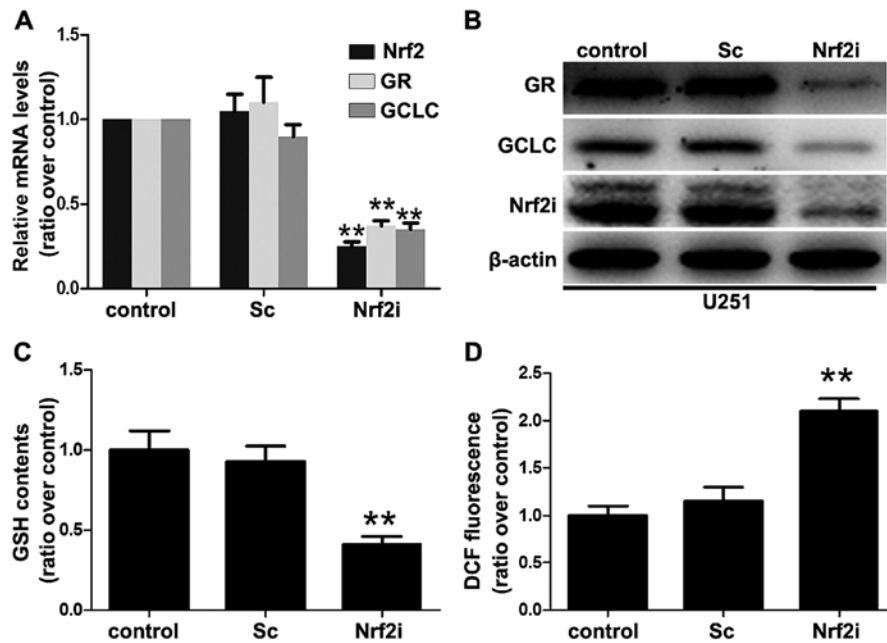 A
Relative mRNA levels
(ratio over control)
1.5
1.0
0.5
0.0
Nrf2
GR
GCLC
** ** **
control Sc Nrf2i
B
control Sc Nrf2i
GR
GCLC
Nrf2i
β-actin
U251
C
GSH contents
(ratio over control)
1.5
1.0
0.5
0.0
**
control Sc Nrf2i
D
DCF fluorescence
(ratio over control)
2.5
2.0
1.5
1.0
0.5
0.0
**
control Sc Nrf2i